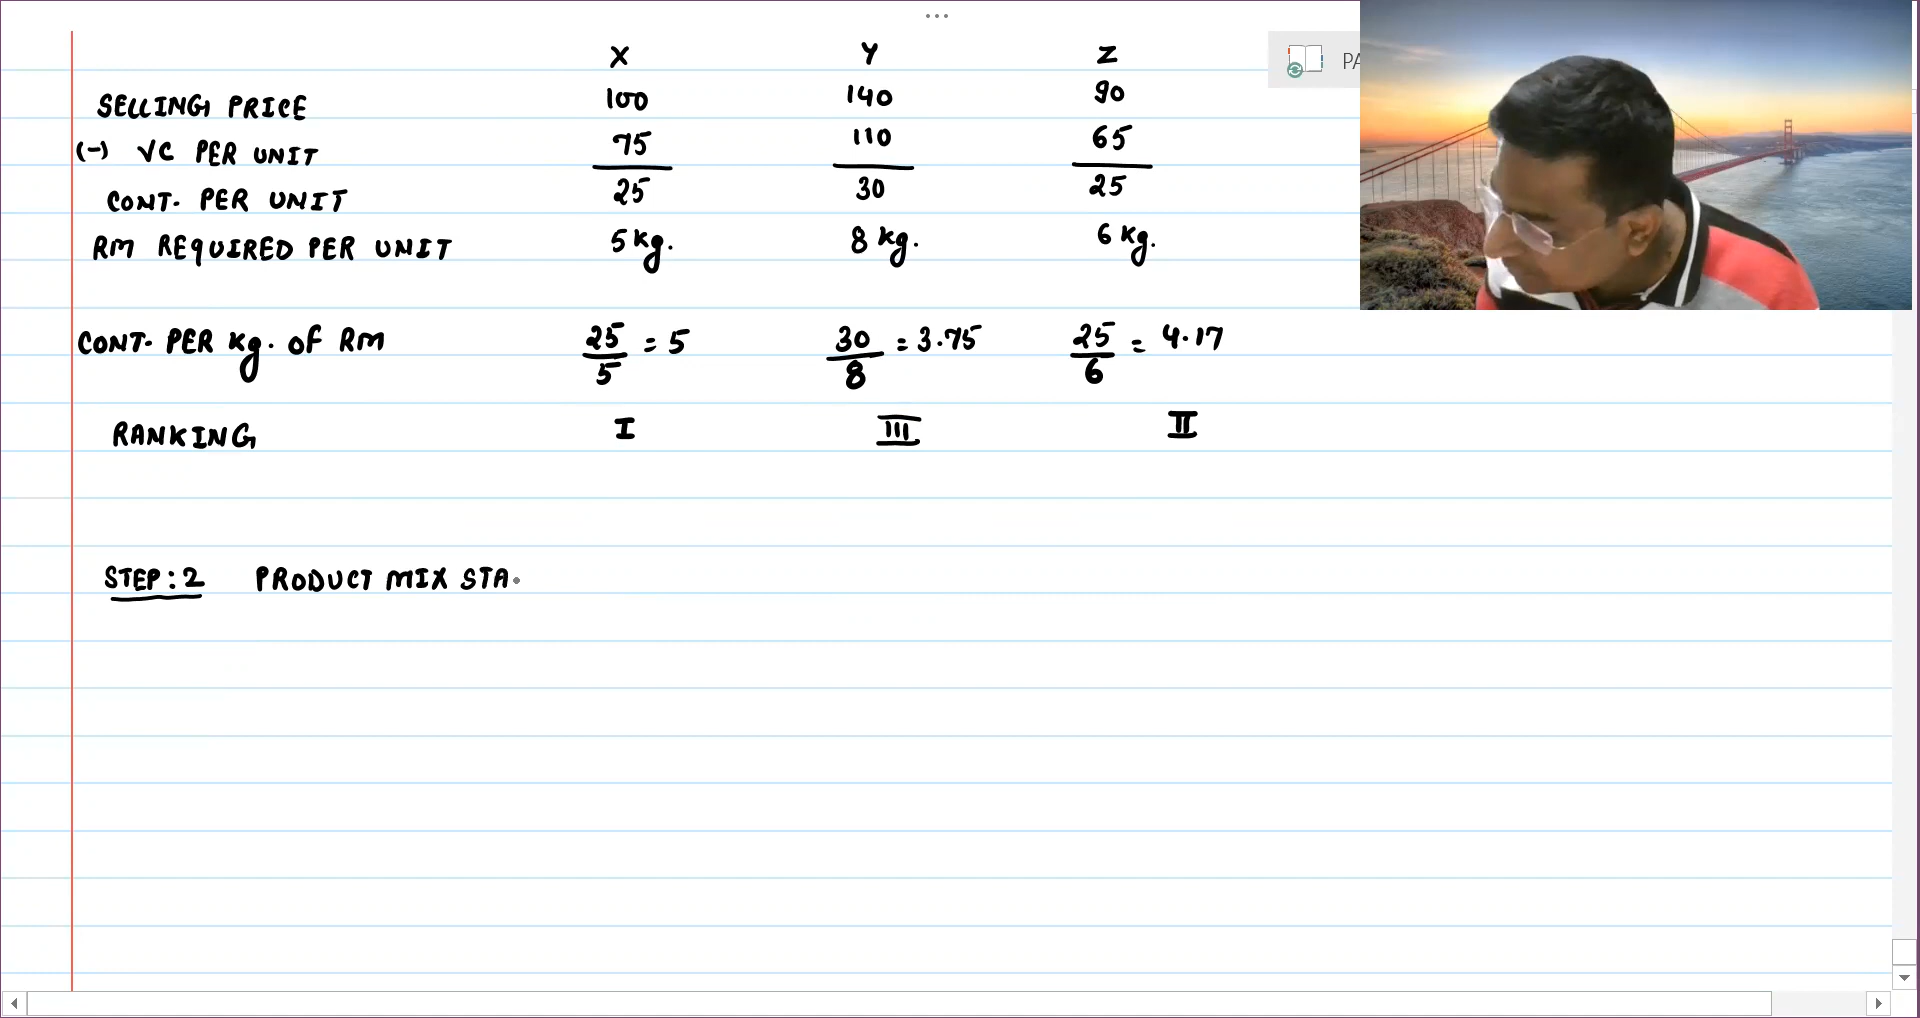 X Y Z
SELLING PRICE 100 140 90
(-) VC PER UNIT 75 110 65
CONT. PER UNIT 25 30 25
RM REQUIRED PER UNIT 5 kg. 8 kg. 6 kg.
CONT. PER kg. of RM 25/5 = 5 30/8 = 3.75 25/6 = 4.17
RANKING I III II
STEP: 2 PRODUCT MIX STA
PA